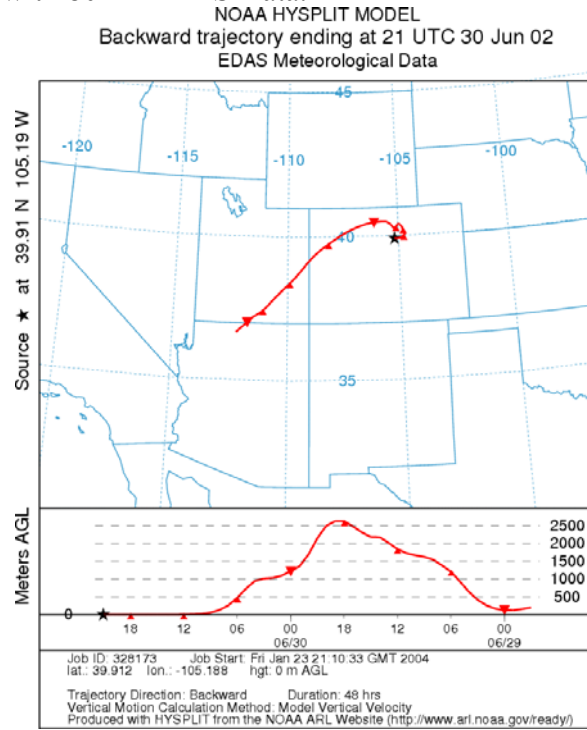 NOAA HYSPLIT MODEL
Backward trajectory ending at 21 UTC 30 Jun 02
EDAS Meteorological Data
Source ★ at 39.91 N 105.19 W
45
-120
-115
-110
-105
-100
40
35
Meters AGL
0
2500
2000
1500
1000
500
18 12 06 00 18 12 06 00
06/30 06/29
Job ID: 328173 Job Start: Fri Jan 23 21:10:33 GMT 2004
lat.: 39.912 lon.: -105.188 hgt: 0 m AGL
Trajectory Direction: Backward Duration: 48 hrs
Vertical Motion Calculation Method: Model Vertical Velocity
Produced with HYSPLIT from the NOAA ARL Website (http://www.arl.noaa.gov/ready/)